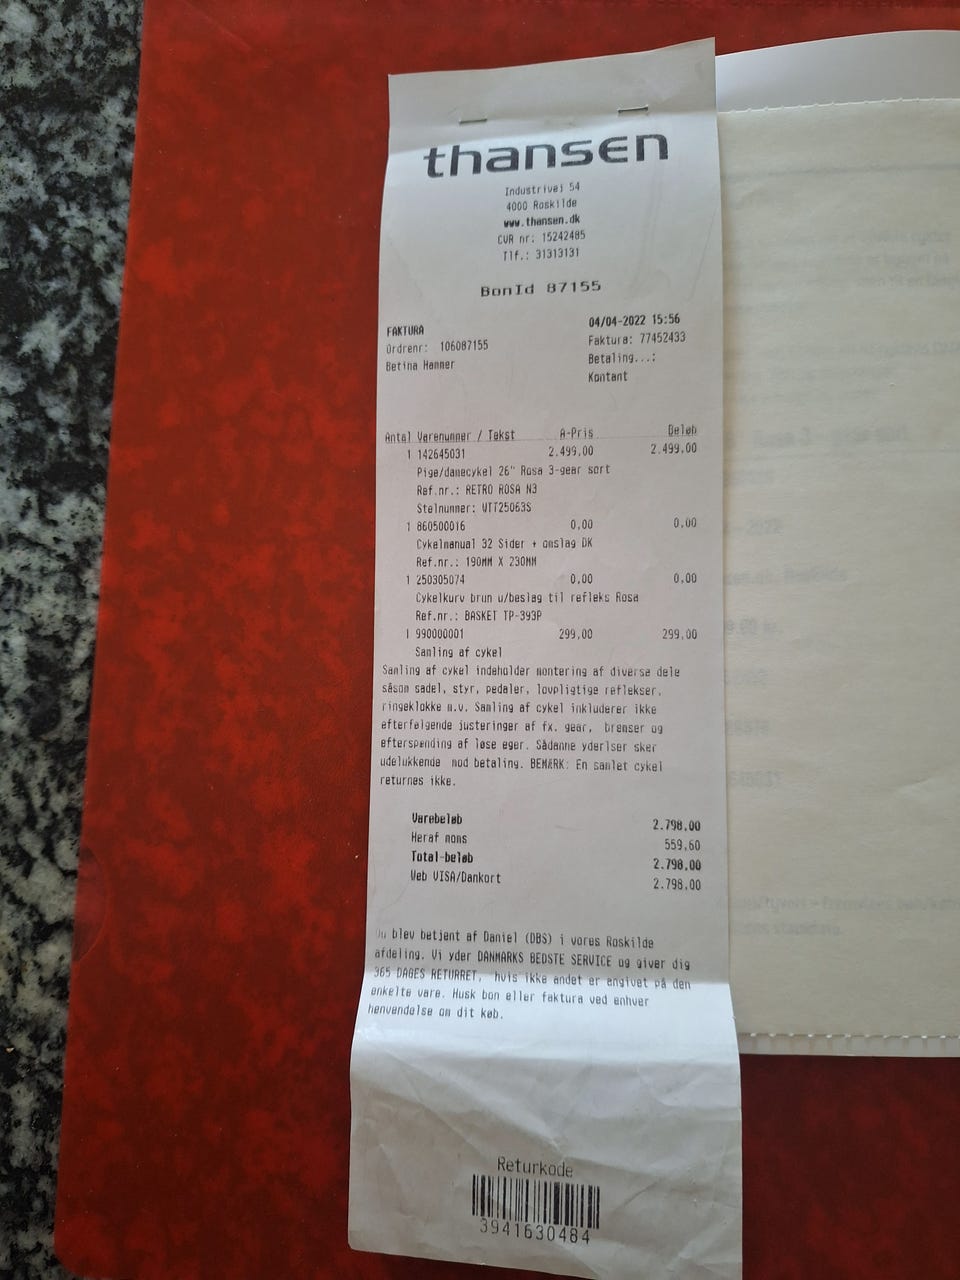 thansen
Industrivej 54
4000 Roskilde
www.thansen.dk
CVR nr: 15242485
Tlf.: 31313131
BonId 87155
FAKTURA
Ordrenr: 106087155
Betina Hammer
04/04-2022 15:56
Faktura: 77452433
Betaling...:
Kontant
Antal Varenummer / Tekst A-Pris Beløb
1 142645031 2.499,00 2.499,00
Pige/damecykel 26" Rosa 3-gear sort
Ref.nr.: RETRO ROSA N3
Stelnummer: WTT25063S
1 860500016 0,00 0,00
Cykelmanual 32 Sider + omslag DK
Ref.nr.: 190MM X 230MM
1 250305074 0,00 0,00
Cykelkurv brun u/beslag til refleks Rosa
Ref.nr.: BASKET TP-393P
1 990000001 299,00 299,00
Samling af cykel
Samling af cykel indeholder montering af diverse dele
såsom sadel, styr, pedaler, lovpligtige reflekser,
ringeklokke m.v. Samling af cykel inkluderer ikke
efterfølgende justeringer af fx. gear, bremser og
efterspending af løse eger. Sådanne yderlser sker
udelukkende mod betaling. BEMÆRK: En samlet cykel
returnes ikke.
Varebeløb 2.798,00
Heraf moms 559,60
Total-beløb 2.798,00
Web VISA/Dankort 2.798,00
Du blev betjent af Daniel (DBS) i vores Roskilde
afdeling. Vi yder DANMARKS BEDSTE SERVICE og giver dig
365 DAGES RETURRET, hvis ikke andet er angivet på den
enkelte vare. Husk bon eller faktura ved enhver
henvendelse om dit køb.
Returkode
3941630484